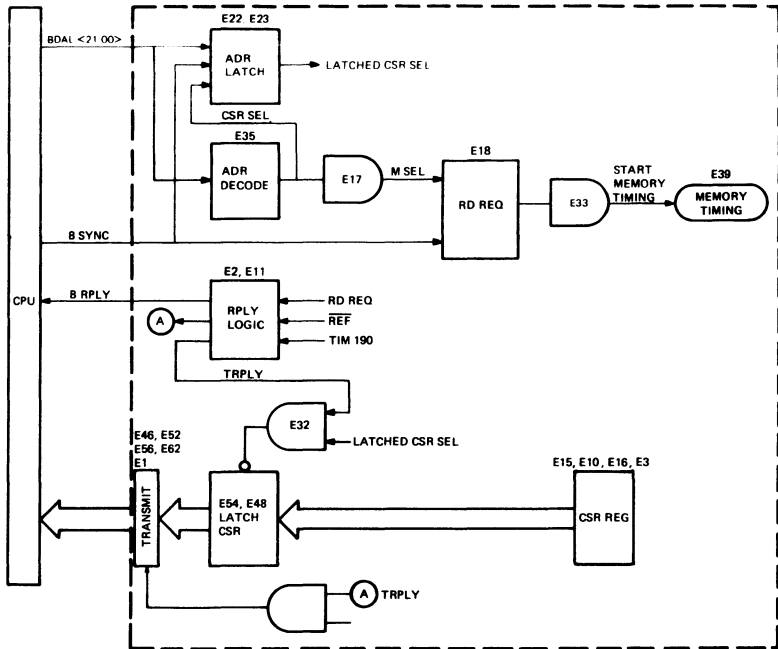 E22, E23
BDAL <21:00>
ADR
LATCH
LATCHED CSR SEL
CSR SEL
E35
ADR
DECODE
E17
M SEL
E18
RD REQ
E33
START
MEMORY
TIMING
E39
MEMORY
TIMING
B SYNC
CPU
B RPLY
E2, E11
RPLY
LOGIC
RD REQ
REF
TIM 190
A
TRPLY
E32
LATCHED CSR SEL
E46, E52
E56, E62
E1
TRANSMIT
E54, E48
LATCH
CSR
E15, E10, E16, E3
CSR REG
A
TRPLY